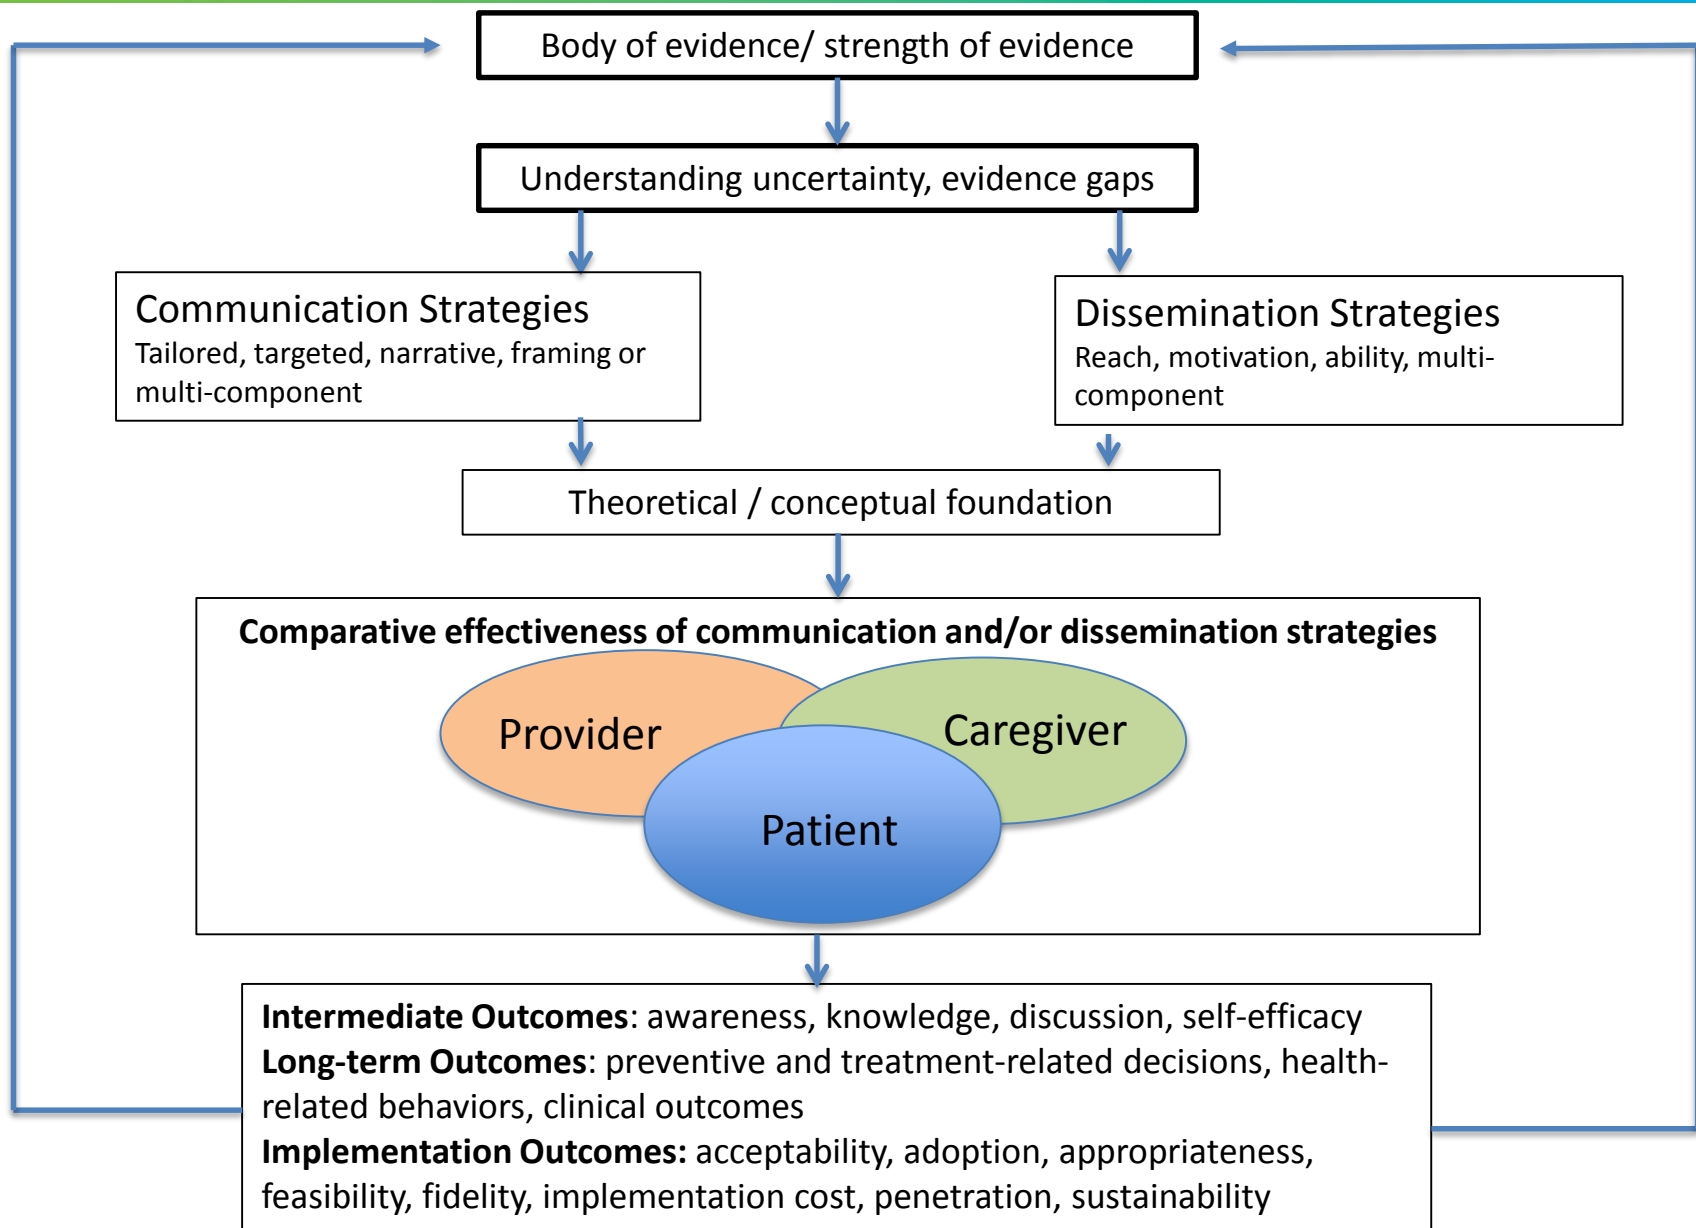 Body of evidence/ strength of evidence
Understanding uncertainty, evidence gaps
Communication Strategies
Tailored, targeted, narrative, framing or
multi-component
Dissemination Strategies
Reach, motivation, ability, multi-
component
Theoretical / conceptual foundation
Comparative effectiveness of communication and/or dissemination strategies
Provider
Caregiver
Patient
Intermediate Outcomes: awareness, knowledge, discussion, self-efficacy
Long-term Outcomes: preventive and treatment-related decisions, health-
related behaviors, clinical outcomes
Implementation Outcomes: acceptability, adoption, appropriateness,
feasibility, fidelity, implementation cost, penetration, sustainability